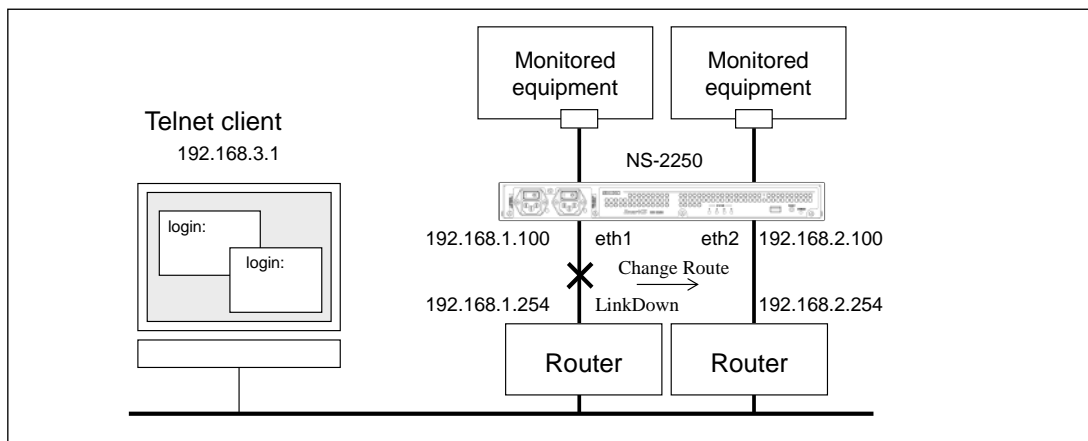 Monitored
equipment
Monitored
equipment
Telnet client
192.168.3.1
NS-2250
login:
login:
192.168.1.100
eth1
eth2
192.168.2.100
Change Route
192.168.1.254
LinkDown
192.168.2.254
Router
Router